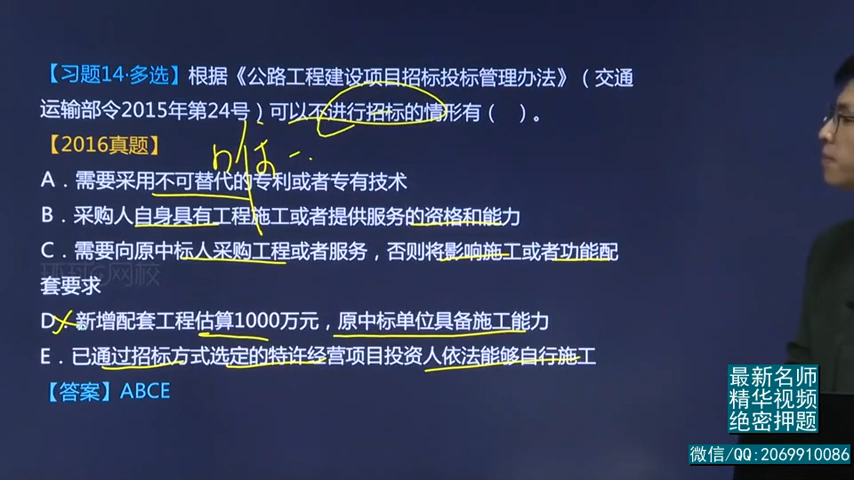 【习题14·多选】根据《公路工程建设项目招标投标管理办法》（交通
运输部令2015年第24号）可以不进行招标的情形有（　）。
【2016真题】
A．需要采用不可替代的专利或者专有技术
B．采购人自身具有工程施工或者提供服务的资格和能力
C．需要向原中标人采购工程或者服务，否则将影响施工或者功能配
套要求
D．新增配套工程估算1000万元，原中标单位具备施工能力
E．已通过招标方式选定的特许经营项目投资人依法能够自行施工
【答案】ABCE
最新名师
精华视频
绝密押题
微信/QQ:2069910086